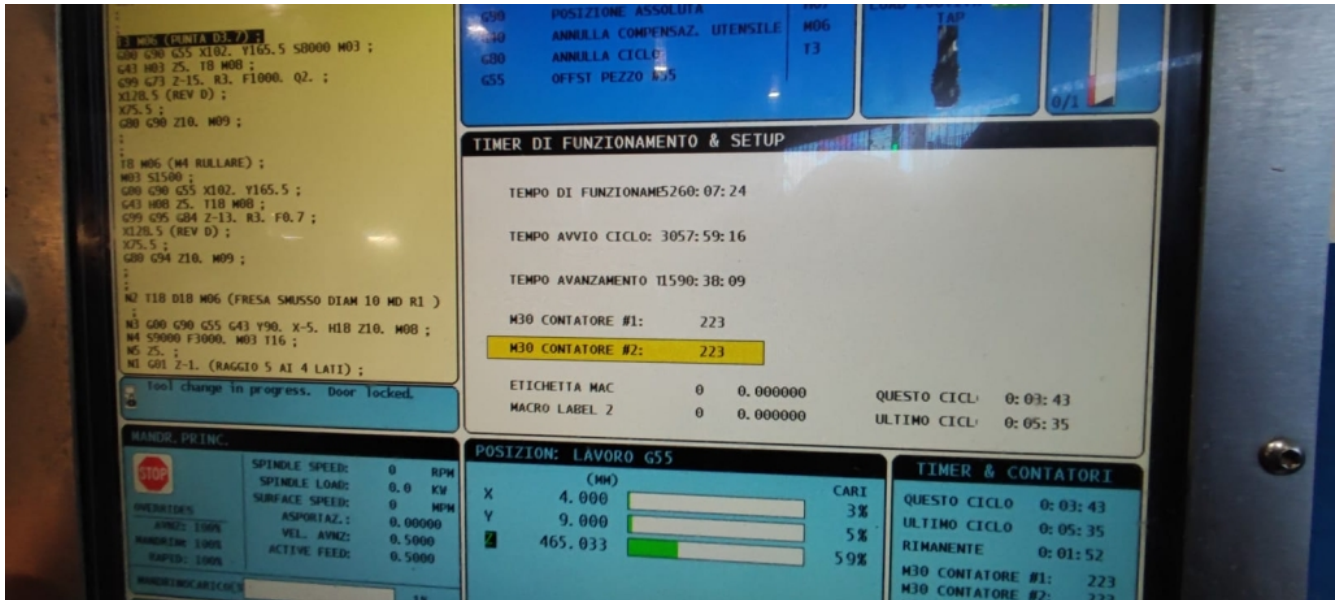 T3 M06 (PUNTA D3.7) ;
G00 G90 G55 X102. Y165.5 S8000 M03 ;
G43 H03 Z5. T8 M08 ;
G99 G73 Z-15. R3. F1000. Q2. ;
X128.5 (REV D) ;
X75.5 ;
G80 G90 Z10. M09 ;
;
;
T8 M06 (M4 RULLARE) ;
M03 S1500 ;
G00 G90 G55 X102. Y165.5 ;
G43 H08 Z5. T18 M08 ;
G99 G95 G84 Z-13. R3. F0.7 ;
X128.5 (REV D) ;
X75.5 ;
G80 G94 Z10. M09 ;
;
;
N2 T18 D18 M06 (FRESA SMUSSO DIAM 10 MD R1 )
;
N3 G00 G90 G55 G43 Y90. X-5. H18 Z10. M08 ;
N4 S9000 F3000. M03 T16 ;
N5 Z5. ;
N1 G01 Z-1. (RAGGIO 5 AI 4 LATI) ;
Tool change in progress. Door locked.
G90 POSIZIONE ASSOLUTA
ANNULLA COMPENSAZ. UTENSILE M06
G80 ANNULLA CICLO T3
G55 OFFST PEZZO #55
TAP
0/1
TIMER DI FUNZIONAMENTO & SETUP
TEMPO DI FUNZIONAME5260:07:24
TEMPO AVVIO CICLO: 3057:59:16
TEMPO AVANZAMENTO T1590:38:09
M30 CONTATORE #1: 223
M30 CONTATORE #2: 223
ETICHETTA MAC 0 0.000000
MACRO LABEL 2 0 0.000000
QUESTO CICL 0:03:43
ULTIMO CICL 0:05:35
MANDR.PRINC.
STOP
OVERRIDES
AVNZ: 100%
MANDRINO 100%
RAPID: 100%
SPINDLE SPEED: 0 RPM
SPINDLE LOAD: 0.0 KW
SURFACE SPEED: 0 MPM
ASPORTAZ.: 0.00000
VEL. AVNZ: 0.5000
ACTIVE FEED: 0.5000
POSIZION: LAVORO G55
(MM)
CARI
X 4.000 3%
Y 9.000 5%
Z 465.033 59%
TIMER & CONTATORI
QUESTO CICLO 0:03:43
ULTIMO CICLO 0:05:35
RIMANENTE 0:01:52
M30 CONTATORE #1: 223
M30 CONTATORE #2: 223